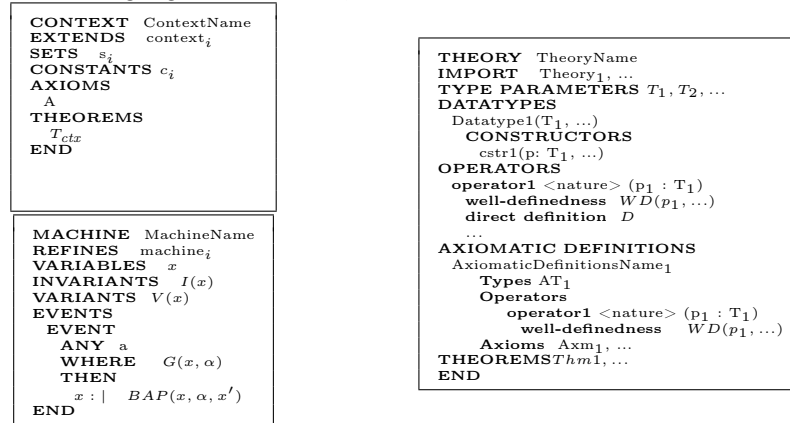 CONTEXT ContextName
EXTENDS context_i
SETS s_i
CONSTANTS c_i
AXIOMS
A
THEOREMS
T_ctx
END
MACHINE MachineName
REFINES machine_i
VARIABLES x
INVARIANTS I(x)
VARIANTS V(x)
EVENTS
EVENT
ANY a
WHERE G(x, α)
THEN
x :| BAP(x, α, x′)
END
THEORY TheoryName
IMPORT Theory_1, ...
TYPE PARAMETERS T_1, T_2, ...
DATATYPES
Datatype1(T_1, ...)
CONSTRUCTORS
cstr1(p: T_1, ...)
OPERATORS
operator1 <nature> (p_1 : T_1)
well-definedness WD(p_1, ...)
direct definition D
...
AXIOMATIC DEFINITIONS
AxiomaticDefinitionsName_1
Types AT_1
Operators
operator1 <nature> (p_1 : T_1)
well-definedness WD(p_1, ...)
Axioms Axm_1, ...
THEOREMSThm1, ...
END